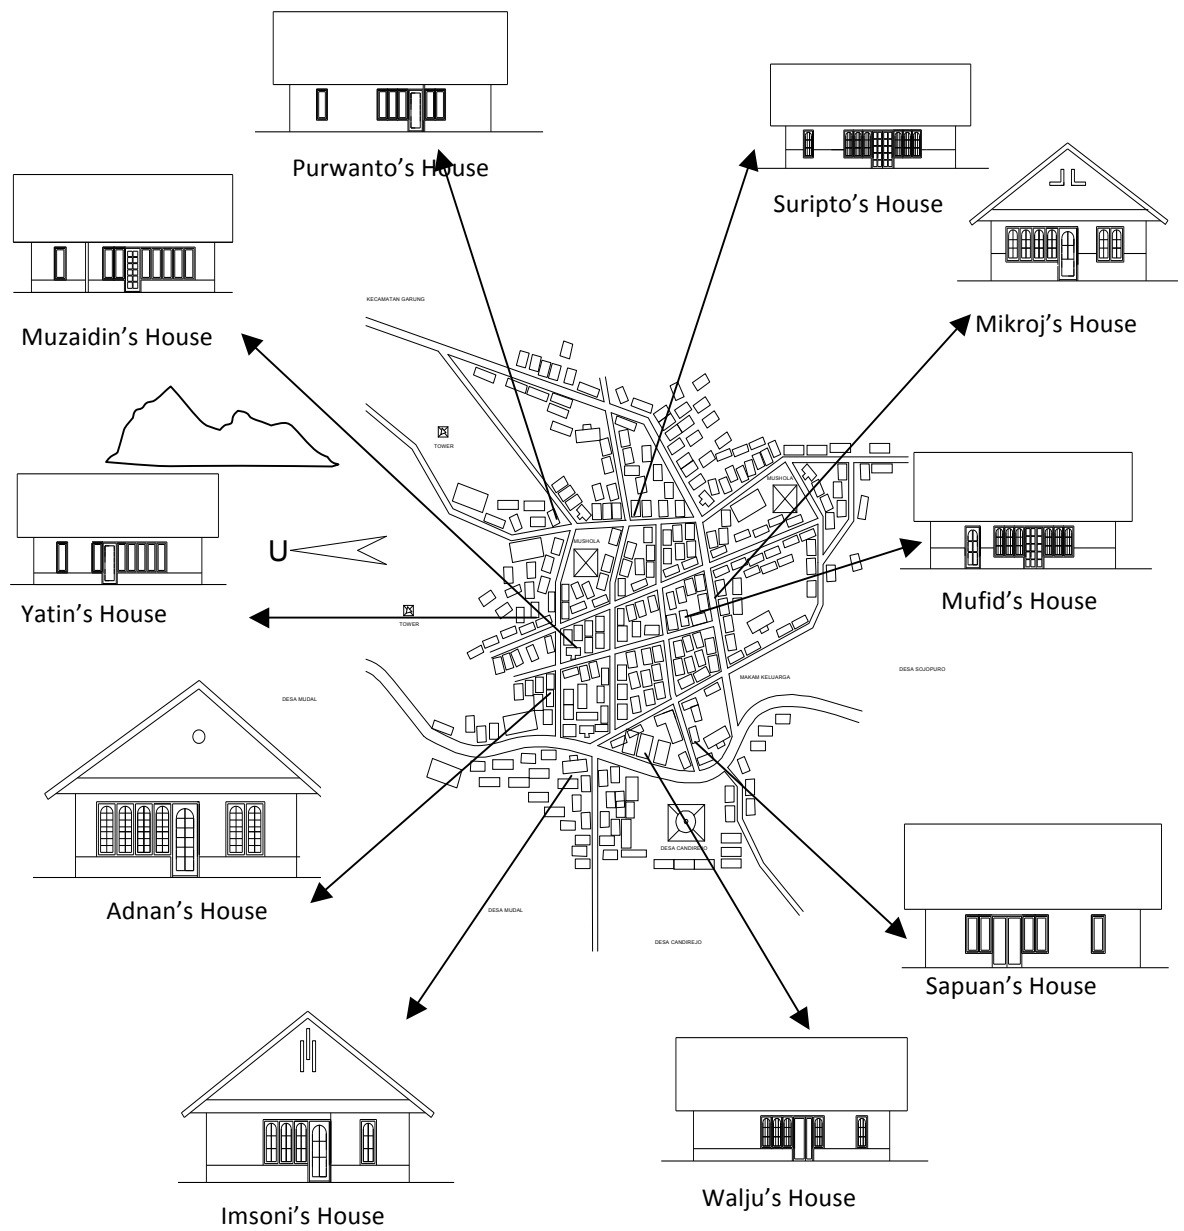 Purwanto's House
Suripto's House
Mikroj's House
Muzaidin's House
KECAMATAN GARUNG
TOWER
MUSHOLA
MUSHOLA
U
Yatin's House
TOWER
Mufid's House
DESA MUDAL
MAKAM KELUARGA
DESA SOJOPURO
DESA CANDIREJO
Adnan's House
DESA MUDAL
DESA CANDIREJO
Sapuan's House
Imsoni's House
Walju's House